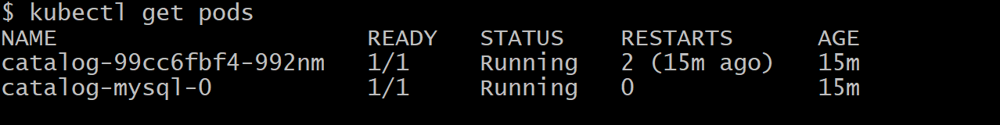 $ kubectl get pods
NAME READY STATUS RESTARTS AGE
catalog-99cc6fbf4-992nm 1/1 Running 2 (15m ago) 15m
catalog-mysql-0 1/1 Running 0 15m